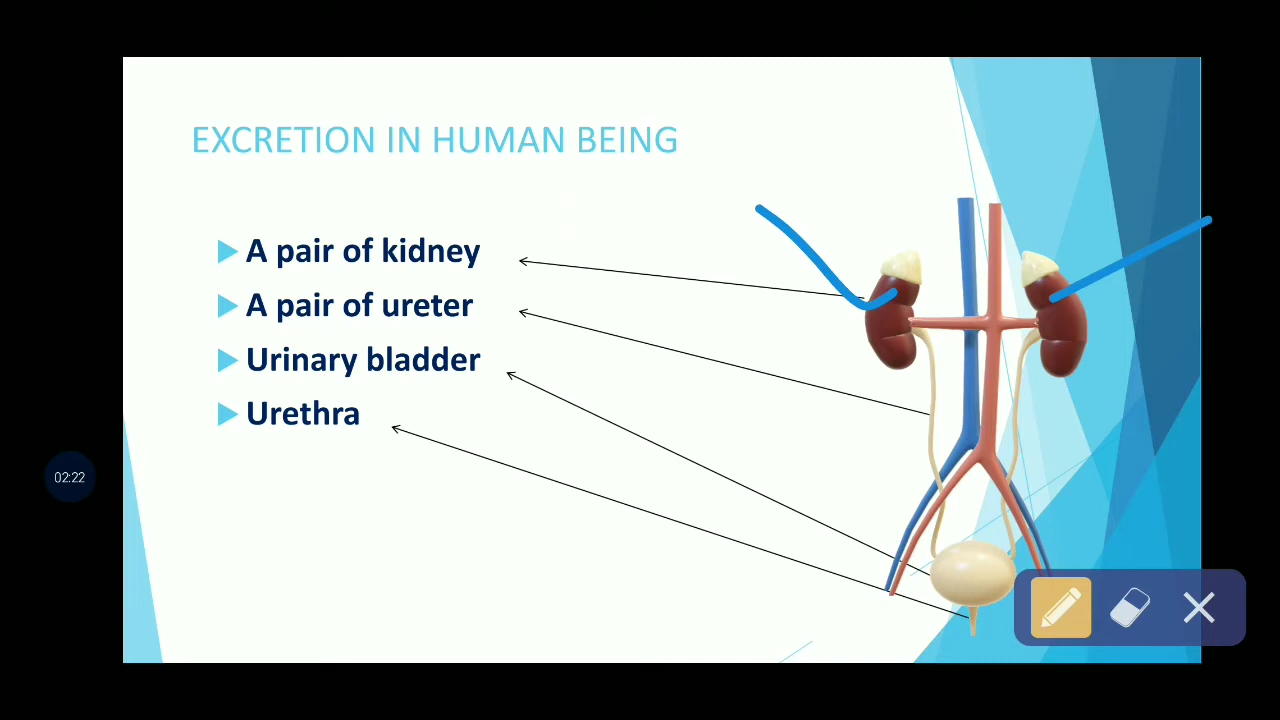 EXCRETION IN HUMAN BEING
A pair of kidney
A pair of ureter
Urinary bladder
Urethra
02:22